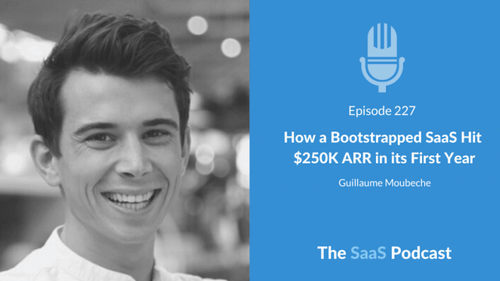 Episode 227
How a Bootstrapped SaaS Hit
$250K ARR in its First Year
Guillaume Moubeche
The SaaS Podcast